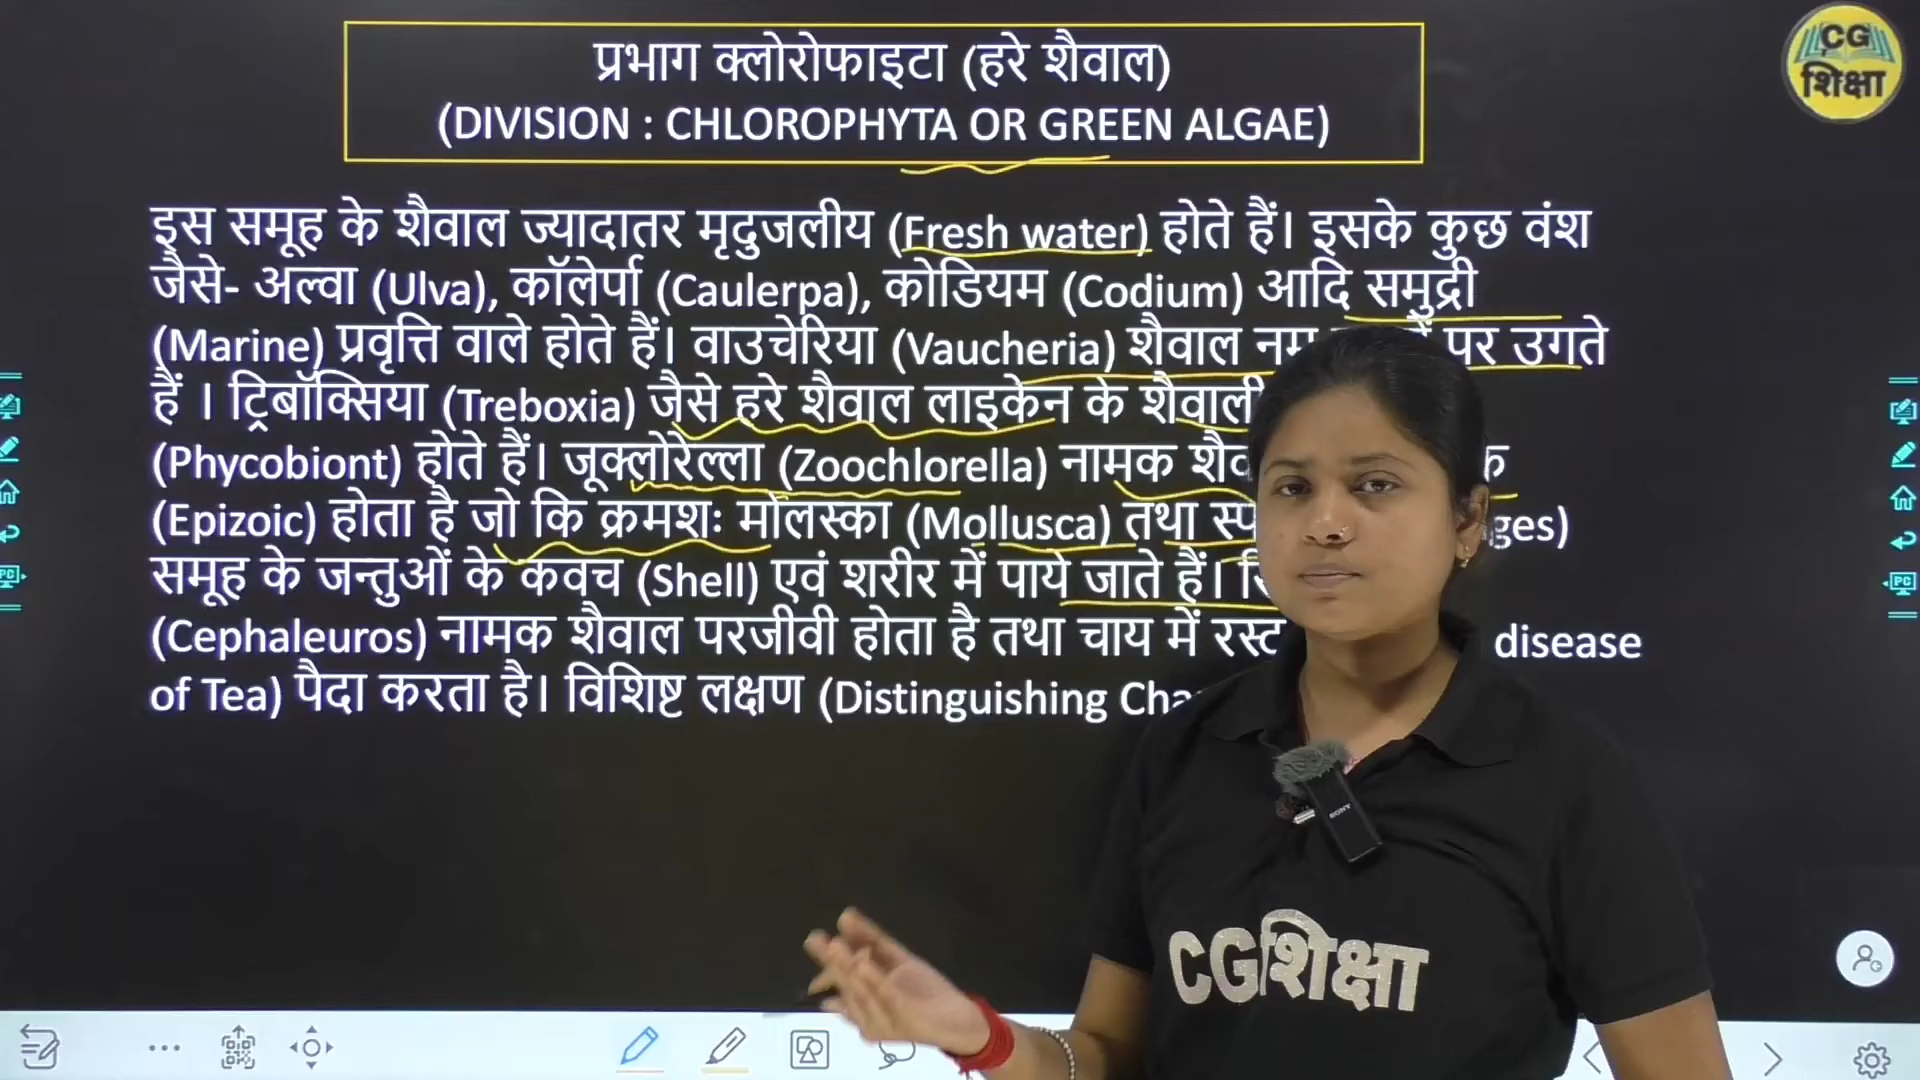 प्रभाग क्लोरोफाइटा (हरे शैवाल)
(DIVISION : CHLOROPHYTA OR GREEN ALGAE)
CG
शिक्षा
इस समूह के शैवाल ज्यादातर मृदुजलीय (Fresh water) होते हैं। इसके कुछ वंश
जैसे- अल्वा (Ulva), कॉलेर्पा (Caulerpa), कोडियम (Codium) आदि समुद्री
(Marine) प्रवृत्ति वाले होते हैं। वाउचेरिया (Vaucheria) शैवाल पर उगते
हैं । ट्रिबॉक्सिया (Treboxia) जैसे हरे शैवाल लाइकेन के
(Phycobiont) होते हैं। जूक्लोरेल्ला (Zoochlorella) नामक
(Epizoic) होता है जो कि क्रमशः मोलस्का (Mollusca) तथा
समूह के जन्तुओं के कवच (Shell) एवं शरीर में पाये जाते हैं।
(Cephaleuros) नामक शैवाल परजीवी होता है तथा चाय में disease
of Tea) पैदा करता है। विशिष्ट लक्षण (Distinguishing
SONY
CGशिक्षा
PC
PC